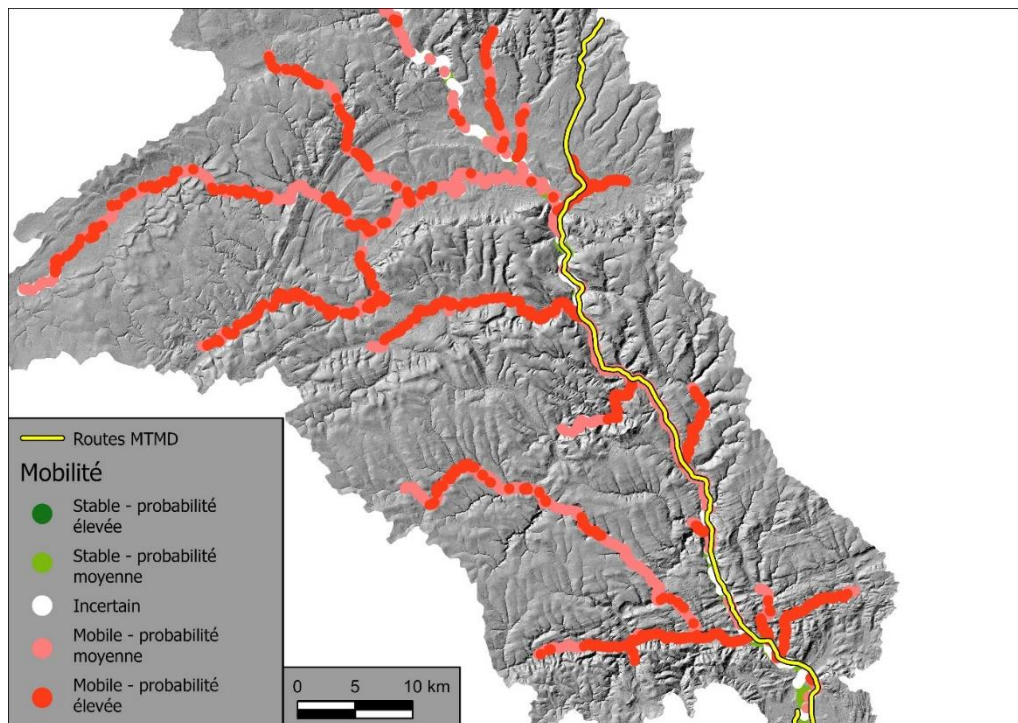 Routes MTMD
Mobilité
Stable - probabilité
élevée
Stable - probabilité
moyenne
Incertain
Mobile - probabilité
moyenne
Mobile - probabilité
élevée
0 5 10 km